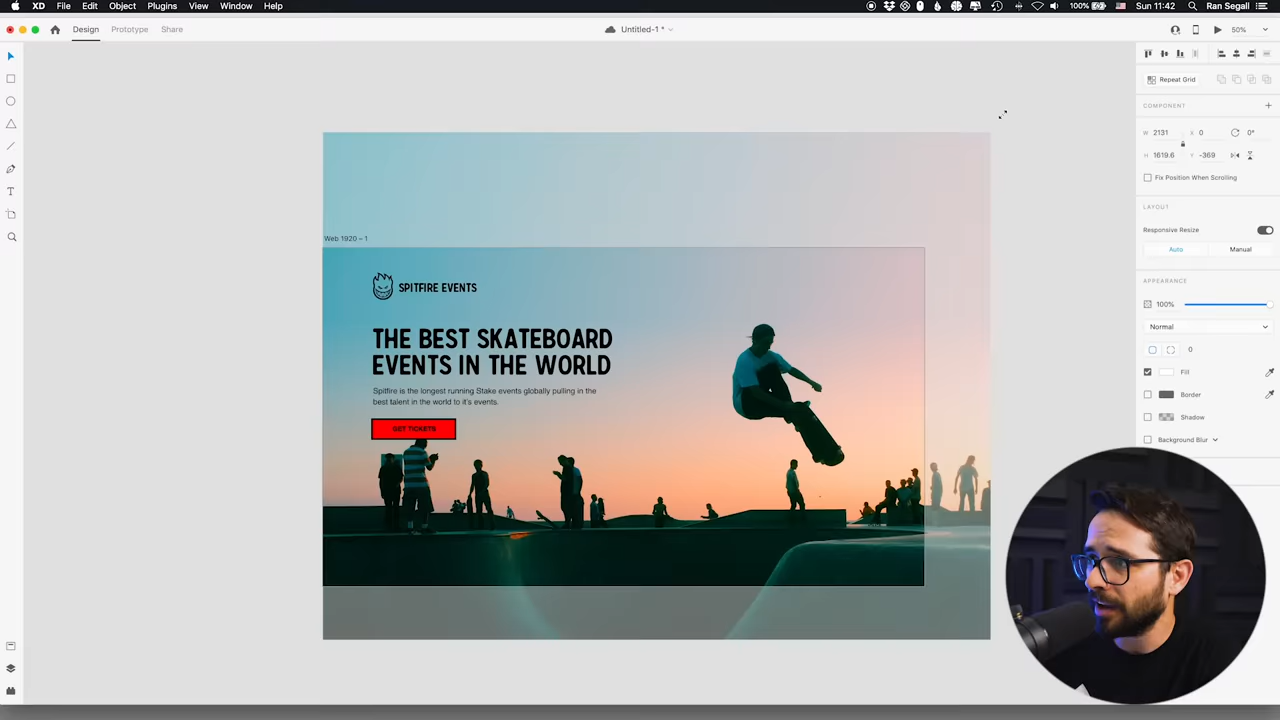 XD File Edit Object Plugins View Window Help 100% Sun 11:42 Ran Segall
Design Prototype Share Untitled-1 * 50%
Repeat Grid
COMPONENT
W 2131 X 0 0°
H 1619.6 Y -369
Fix Position When Scrolling
LAYOUT
Responsive Resize
Auto Manual
APPEARANCE
100%
Normal
0
Fill
Border
Shadow
Background Blur
Web 1920 – 1
SPITFIRE EVENTS
THE BEST SKATEBOARD
EVENTS IN THE WORLD
Spitfire is the longest running Stake events globally pulling in the
best talent in the world to it's events.
GET TICKETS